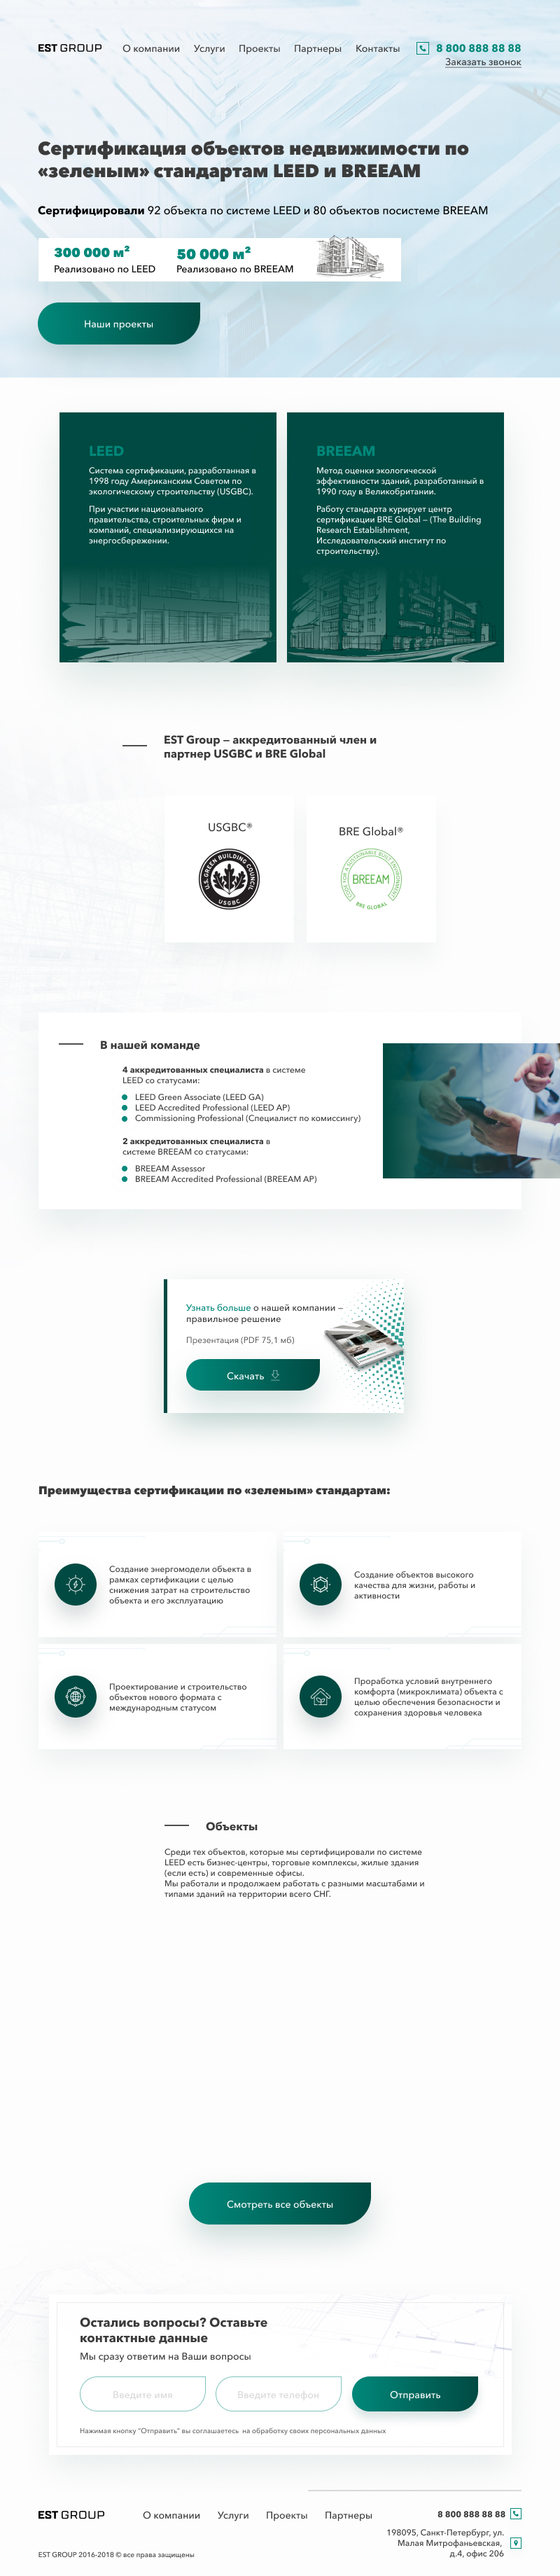 EST GROUP
О компании Услуги Проекты Партнеры Контакты
8 800 888 88 88
Заказать звонок
Сертификация объектов недвижимости по
«зеленым» стандартам LEED и BREEAM
Сертифицировали 92 объекта по системе LEED и 80 объектов посистеме BREEAM
300 000 м²
Реализовано по LEED
50 000 м²
Реализовано по BREEAM
Наши проекты
LEED
Система сертификации, разработанная в
1998 году Американским Советом по
экологическому строительству (USGBC).
При участии национального
правительства, строительных фирм и
компаний, специализирующихся на
энергосбережении.
BREEAM
Метод оценки экологической
эффективности зданий, разработанный в
1990 году в Великобритании.
Работу стандарта курирует центр
сертификации BRE Global — (The Building
Research Establishment,
Исследовательский институт по
строительству).
EST Group — аккредитованный член и
партнер USGBC и BRE Global
USGBC®
U.S. GREEN BUILDING COUNCIL
USGBC
BRE Global®
CODE FOR A SUSTAINABLE BUILT ENVIRONMENT
BREEAM
BRE GLOBAL
В нашей команде
4 аккредитованных специалиста в системе
LEED со статусами:
LEED Green Associate (LEED GA)
LEED Accredited Professional (LEED AP)
Commissioning Professional (Специалист по комиссингу)
2 аккредитованных специалиста в
системе BREEAM со статусами:
BREEAM Assessor
BREEAM Accredited Professional (BREEAM AP)
Узнать больше о нашей компании —
правильное решение
Презентация (PDF 75,1 мб)
Скачать
Преимущества сертификации по «зеленым» стандартам:
Создание энергомодели объекта в
рамках сертификации с целью
снижения затрат на строительство
объекта и его эксплуатацию
Создание объектов высокого
качества для жизни, работы и
активности
Проектирование и строительство
объектов нового формата с
международным статусом
Проработка условий внутреннего
комфорта (микроклимата) объекта с
целью обеспечения безопасности и
сохранения здоровья человека
Объекты
Среди тех объектов, которые мы сертифицировали по системе
LEED есть бизнес-центры, торговые комплексы, жилые здания
(если есть) и современные офисы.
Мы работали и продолжаем работать с разными масштабами и
типами зданий на территории всего СНГ.
Смотреть все объекты
Остались вопросы? Оставьте
контактные данные
Мы сразу ответим на Ваши вопросы
Введите имя
Введите телефон
Отправить
Нажимая кнопку "Отправить" вы соглашаетесь на обработку своих персональных данных
EST GROUP
О компании Услуги Проекты Партнеры
8 800 888 88 88
198095, Санкт-Петербург, ул.
Малая Митрофаньевская,
д.4, офис 206
EST GROUP 2016-2018 © все права защищены